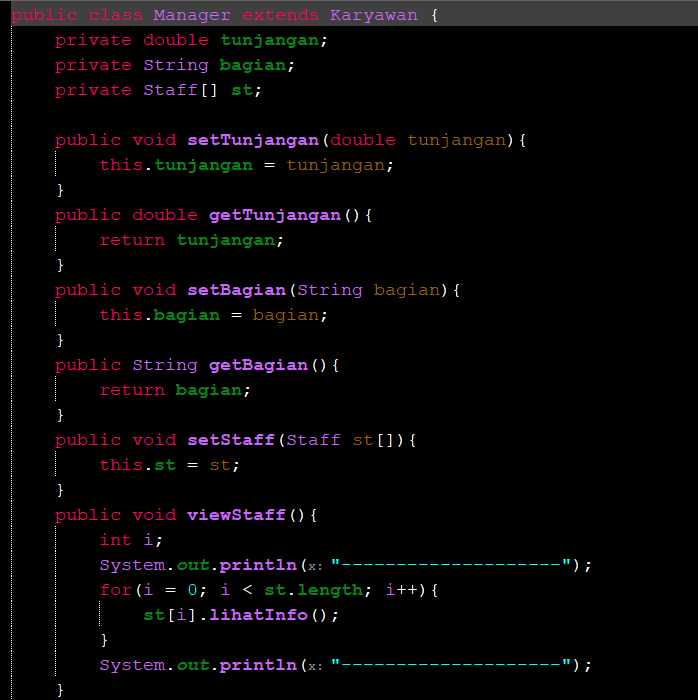 public class Manager extends Karyawan {
    private double tunjangan;
    private String bagian;
    private Staff[] st;

    public void setTunjangan(double tunjangan){
        this.tunjangan = tunjangan;
    }
    public double getTunjangan(){
        return tunjangan;
    }
    public void setBagian(String bagian){
        this.bagian = bagian;
    }
    public String getBagian(){
        return bagian;
    }
    public void setStaff(Staff st[]){
        this.st = st;
    }
    public void viewStaff(){
        int i;
        System.out.println(x: "--------------------");
        for(i = 0; i < st.length; i++){
            st[i].lihatInfo();
        }
        System.out.println(x: "--------------------");
    }